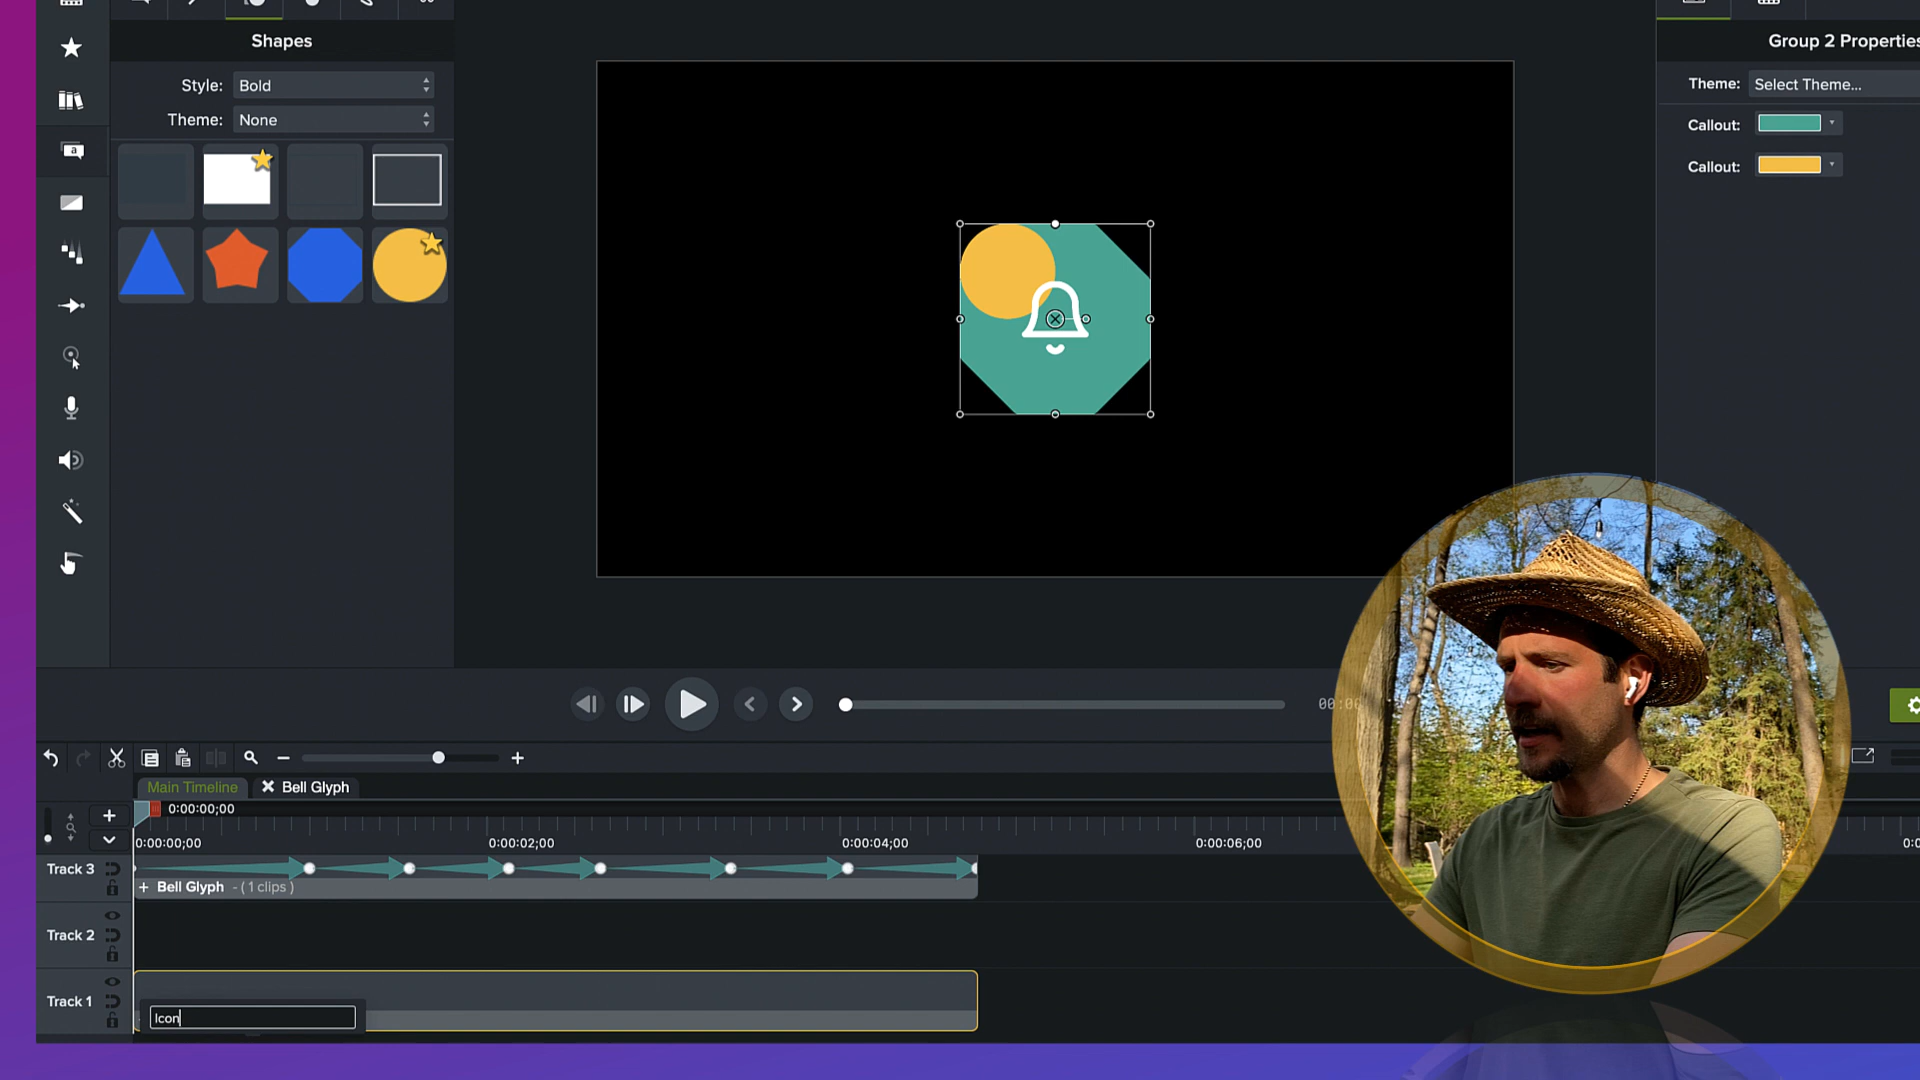 Shapes
Group 2 Properties
Style: Bold
Theme: None
Theme: Select Theme...
Callout:
Callout:
a
00:0
Main Timeline
Bell Glyph
0:00:00;00
0:00:00;00
0:00:02;00
0:00:04;00
0:00:06;00
Track 3
+ Bell Glyph - ( 1 clips )
Track 2
Track 1
Icon